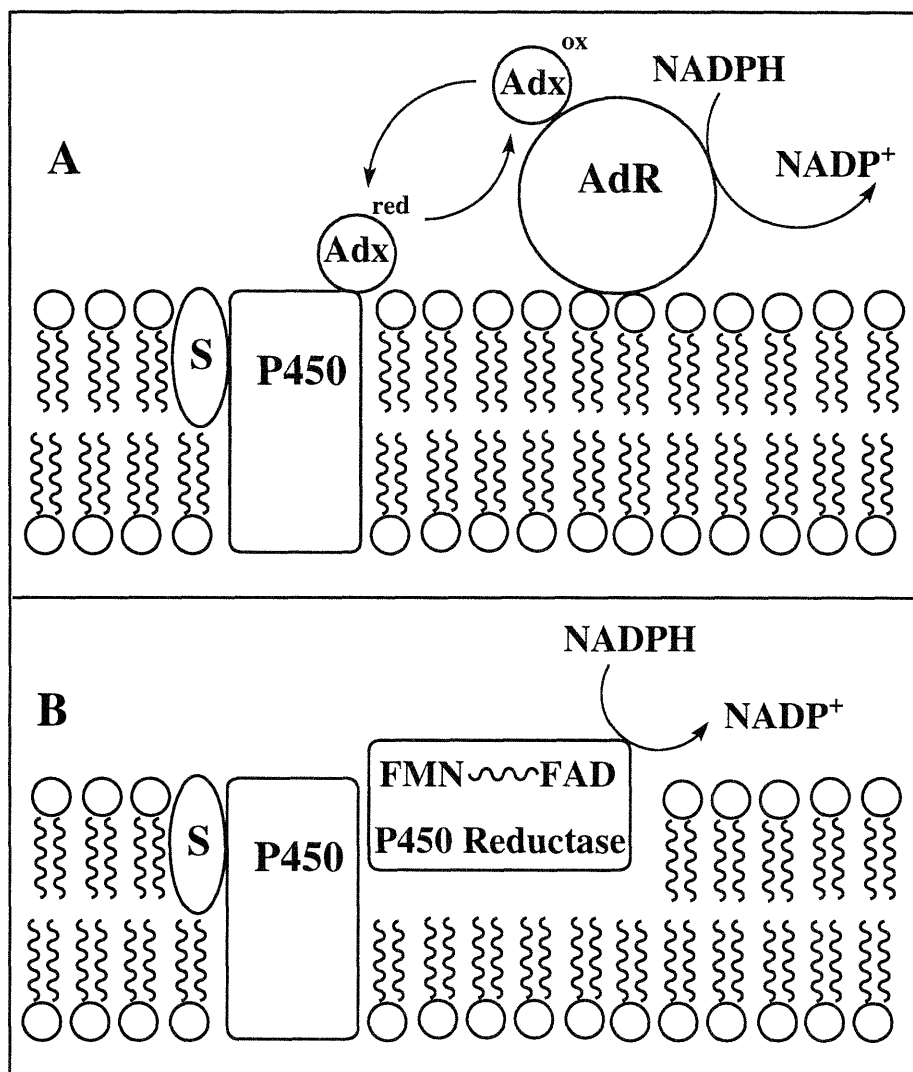 ox
Adx
NADPH
A
AdR
NADP+
red
Adx
S
P450
NADPH
B
NADP+
FMN FAD
S
P450
P450 Reductase